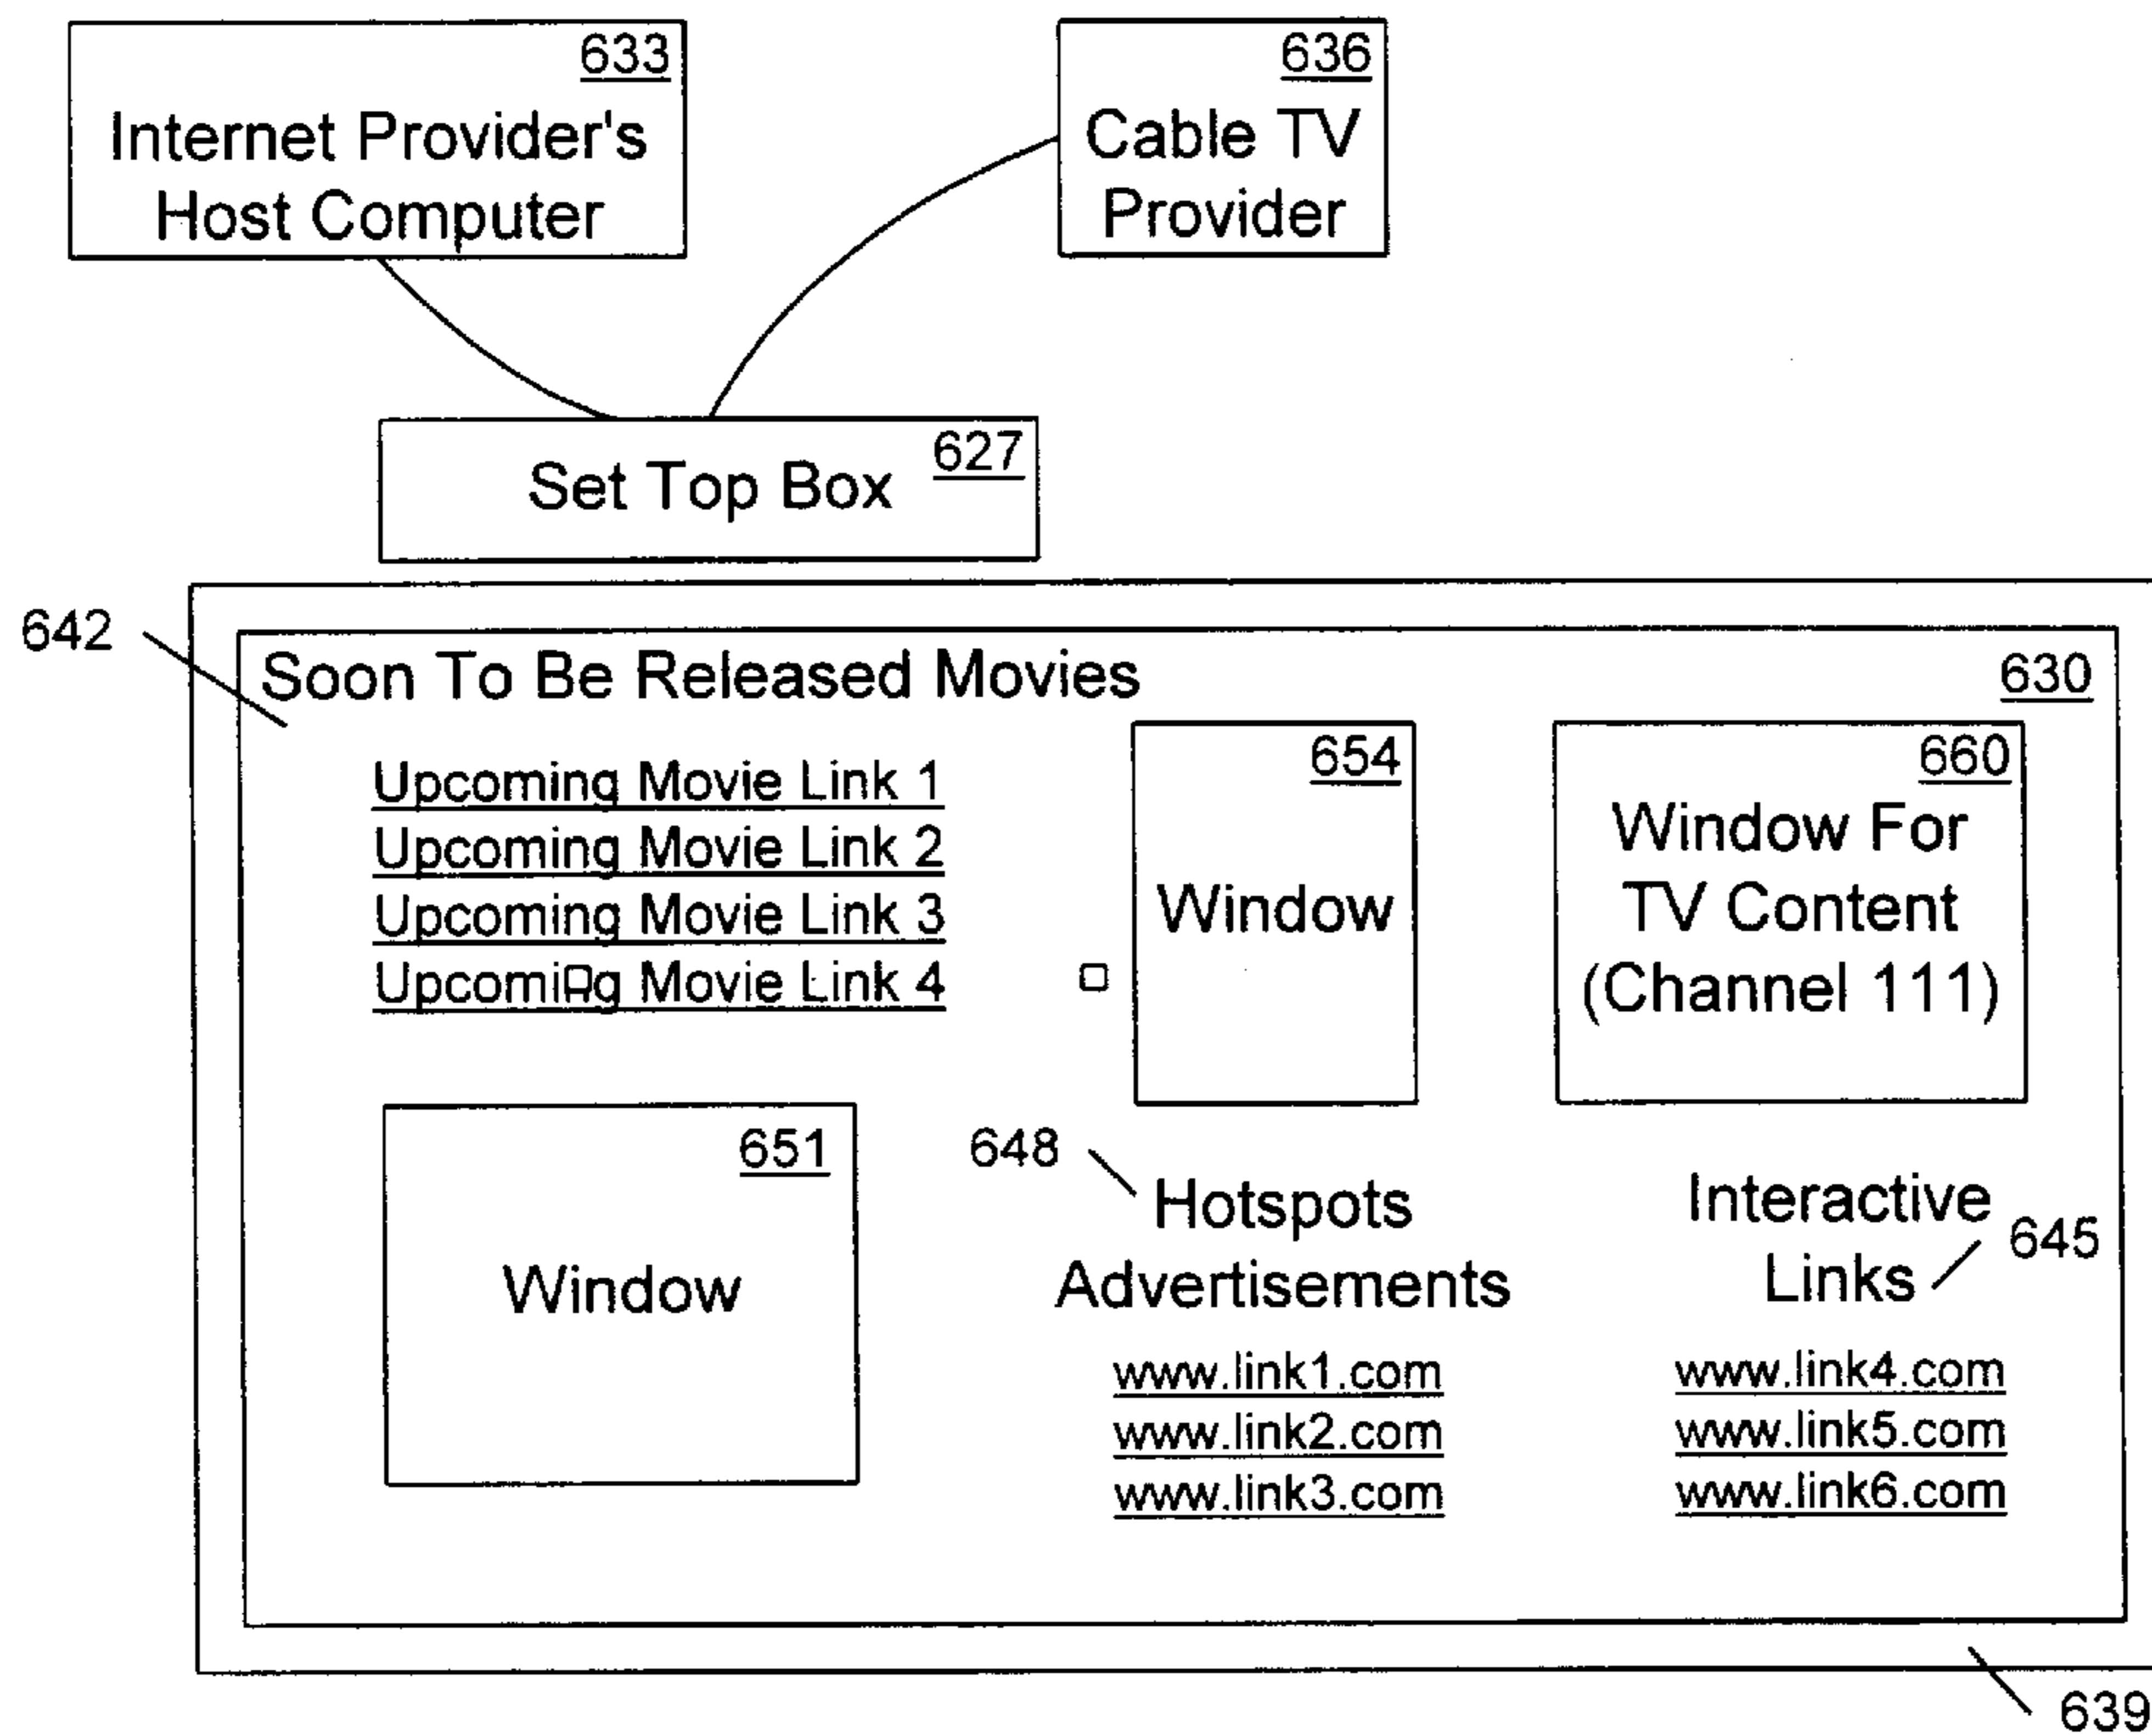 633
Internet Provider's
Host Computer
636
Cable TV
Provider
Set Top Box
627
642
Soon To Be Released Movies
630
Upcoming Movie Link 1
Upcoming Movie Link 2
Upcoming Movie Link 3
Upcoming Movie Link 4
654
Window
660
Window For
TV Content
(Channel 111)
651
Window
648
Hotspots
Advertisements
www.link1.com
www.link2.com
www.link3.com
Interactive
Links
645
www.link4.com
www.link5.com
www.link6.com
639